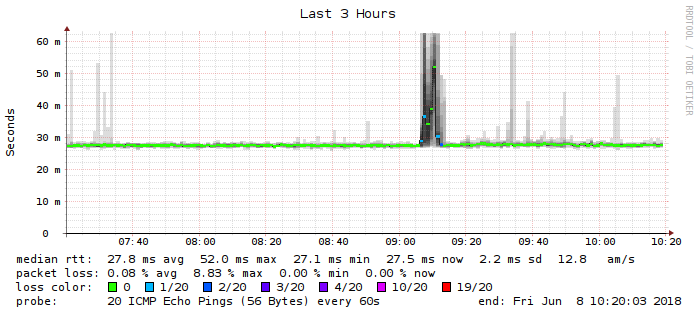 Last 3 Hours
RRDTOOL / TOBI OETIKER
Seconds
60 m
50 m
40 m
30 m
20 m
10 m
0
07:40 08:00 08:20 08:40 09:00 09:20 09:40 10:00 10:20
median rtt: 27.8 ms avg 52.0 ms max 27.1 ms min 27.5 ms now 2.2 ms sd 12.8 am/s
packet loss: 0.08 % avg 8.83 % max 0.00 % min 0.00 % now
loss color: 0 1/20 2/20 3/20 4/20 10/20 19/20
probe: 20 ICMP Echo Pings (56 Bytes) every 60s end: Fri Jun 8 10:20:03 2018